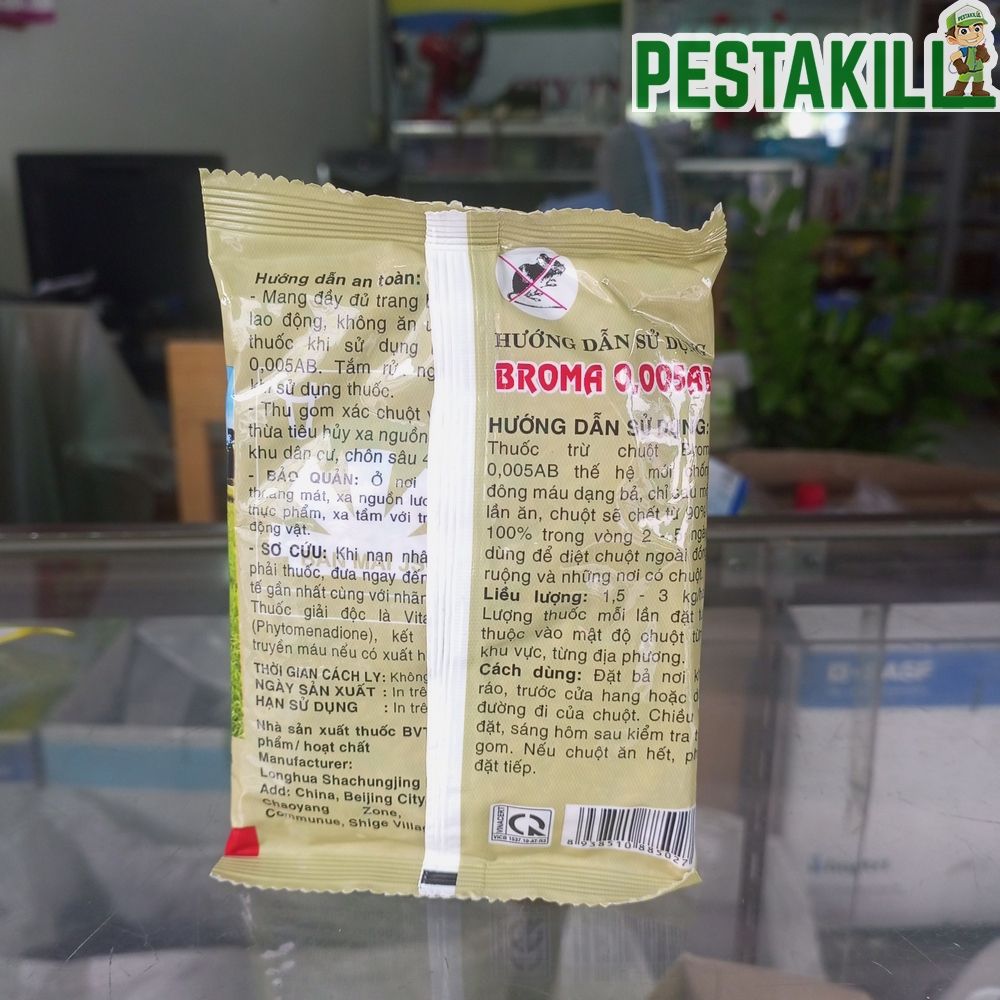 PESTAKILL
Hướng dẫn an toàn:
- Mang đầy đủ trang
lao động, không ăn
thuốc khi sử dụng
0,005AB. Tắm rửa
khi sử dụng thuốc.
- Thu gom xác chuột
thừa tiêu hủy xa nguồn
khu dân cư, chôn sâu
- BẢO QUẢN: Ở nơi
thoáng mát, xa nguồn
thực phẩm, xa tầm với
động vật.
- SƠ CỨU: Khi nạn
phải thuốc, đưa ngay đến
tế gần nhất cùng với nhãn
Thuốc giải độc là
(Phytomenadione), kết
truyền máu nếu có xuất
THỜI GIAN CÁCH LY: Không
NGÀY SẢN XUẤT : In
HẠN SỬ DỤNG : In
Nhà sản xuất thuốc
phẩm/ hoạt chất
Manufacturer:
Longhua Shachungjing
Add: China, Beijing City
Chaoyang Zone,
Communue, Shige
HƯỚNG DẪN SỬ DỤNG
BROMA 0,005AB
HƯỚNG DẪN SỬ DỤNG:
Thuốc trừ chuột
0,005AB thế hệ mới
đông máu dạng bả, chỉ sau
lần ăn, chuột sẽ chết từ 90%
100% trong vòng 2
dùng để diệt chuột ngoài đồng
ruộng và những nơi có chuột.
Liều lượng: 1,5 - 3
Lượng thuốc mỗi lần đặt
thuộc vào mật độ chuột
khu vực, từng địa phương.
Cách dùng: Đặt bả nơi
ráo, trước cửa hang hoặc
đường đi của chuột. Chiều
đặt, sáng hôm sau kiểm tra
gom. Nếu chuột ăn hết,
đặt tiếp.
VINACERT
CR
8 938510 885027
BASF